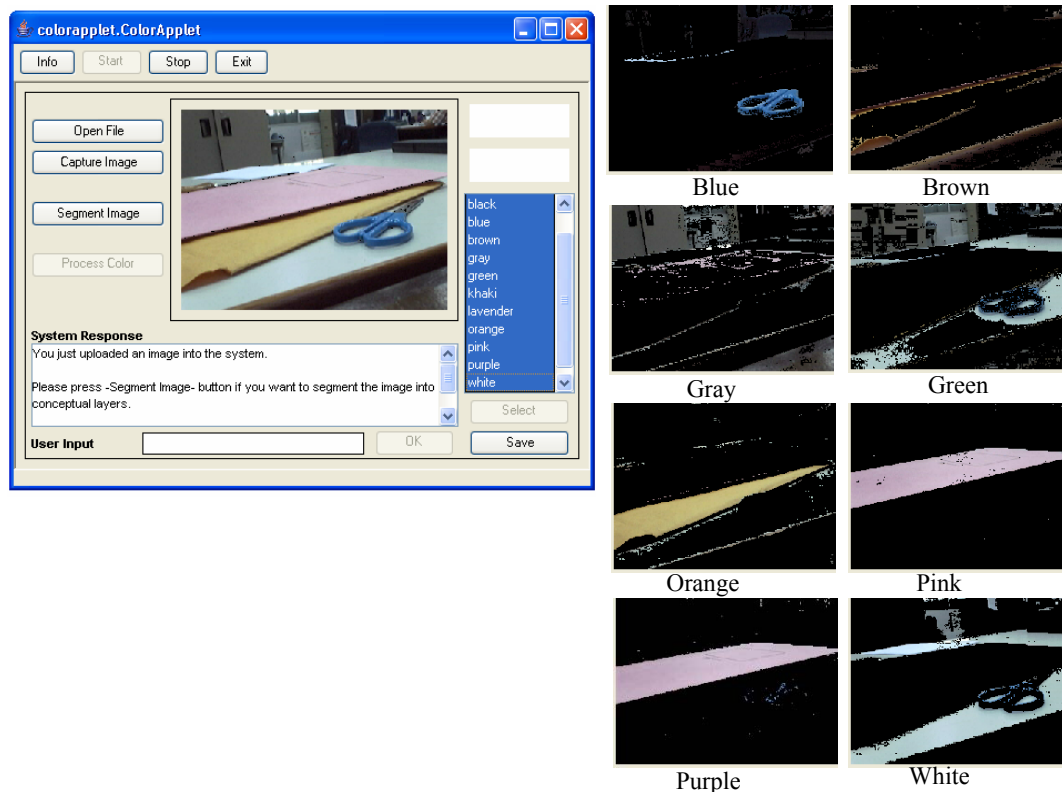 colorapplet.ColorApplet
Info Start Stop Exit
Open File
Capture Image
Segment Image
Process Color
black
blue
brown
gray
green
khaki
lavender
orange
pink
purple
white
System Response
You just uploaded an image into the system.
Please press -Segment Image- button if you want to segment the image into
conceptual layers.
Select
User Input OK Save
Blue Brown
Gray Green
Orange Pink
Purple White